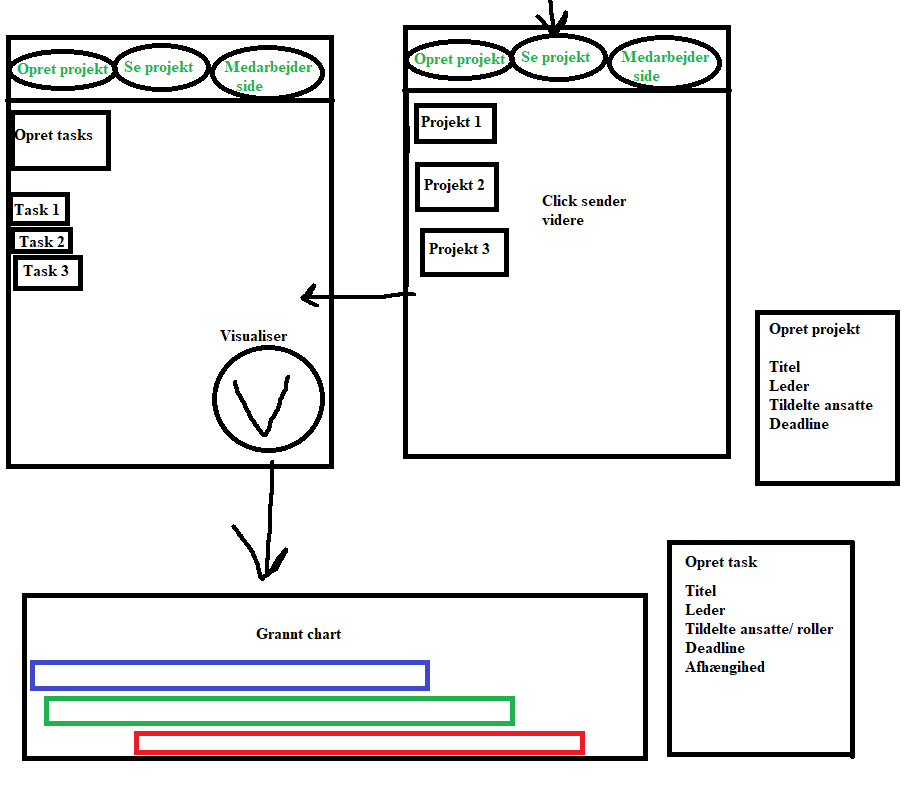 Opret projekt
Se projekt
Medarbejder
side
Opret tasks
Task 1
Task 2
Task 3
Visualiser
Opret projekt
Se projekt
Medarbejder
side
Projekt 1
Projekt 2
Projekt 3
Click sender
videre
Opret projekt
Titel
Leder
Tildelte ansatte
Deadline
Opret task
Titel
Leder
Tildelte ansatte/ roller
Deadline
Afhængihed
Grannt chart